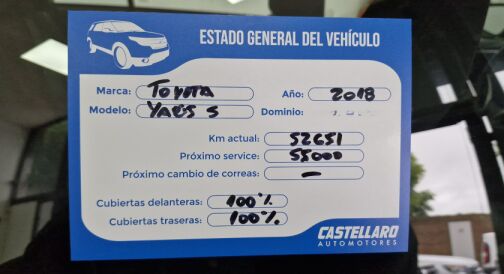 ESTADO GENERAL DEL VEHÍCULO
Marca: TOYOTA Año: 2018
Modelo: YARIS S Dominio:
Km actual: 52651
Próximo service: 55000
Próximo cambio de correas: —
Cubiertas delanteras: 100%
Cubiertas traseras: 100%
CASTELLARO
AUTOMOTORES